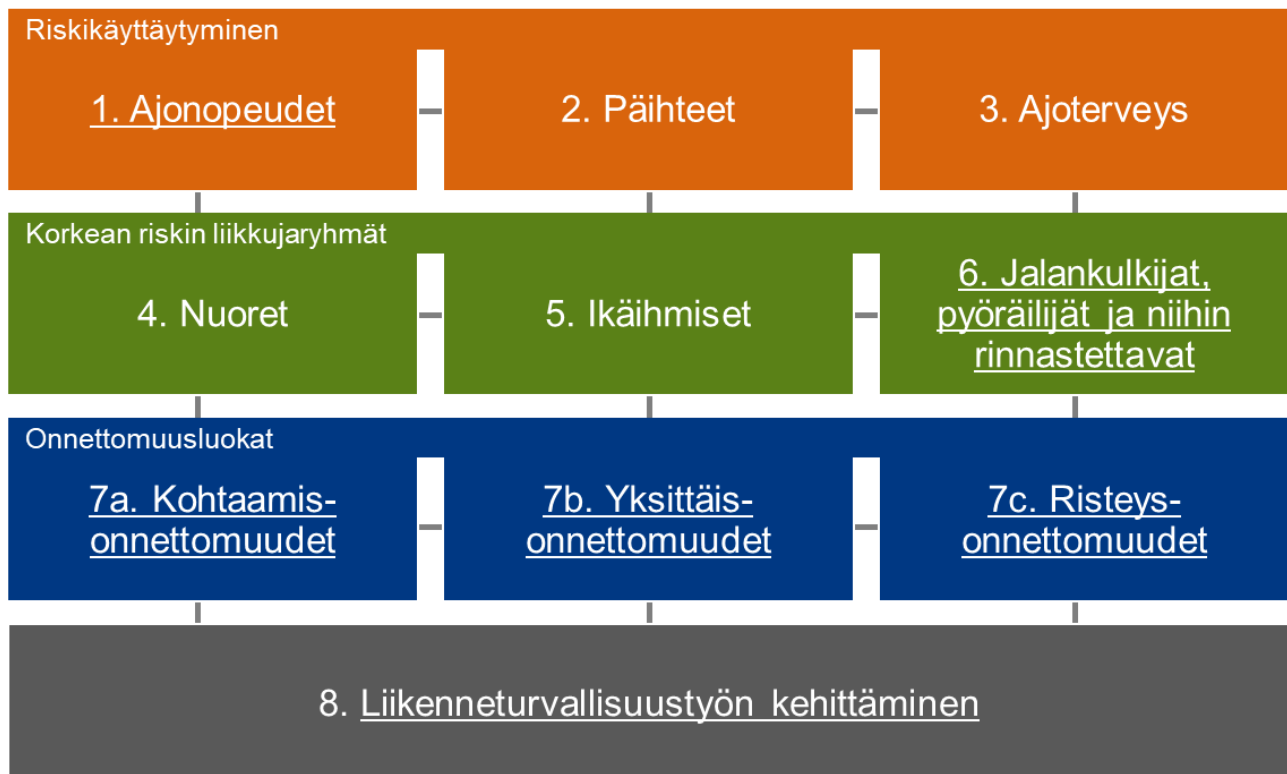 Riskikäyttäytyminen
1. Ajonopeudet
2. Päihteet
3. Ajoterveys
Korkean riskin liikkujaryhmät
4. Nuoret
5. Ikäihmiset
6. Jalankulkijat,
pyöräilijät ja niihin
rinnastettavat
Onnettomuusluokat
7a. Kohtaamis-
onnettomuudet
7b. Yksittäis-
onnettomuudet
7c. Risteys-
onnettomuudet
8. Liikenneturvallisuustyön kehittäminen